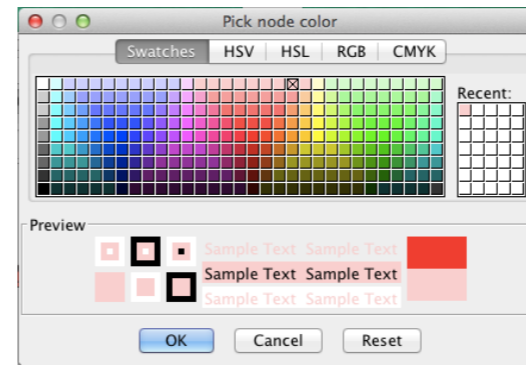 Pick node color
Swatches HSV HSL RGB CMYK
Recent:
Preview
Sample Text Sample Text
Sample Text Sample Text
Sample Text Sample Text
OK Cancel Reset